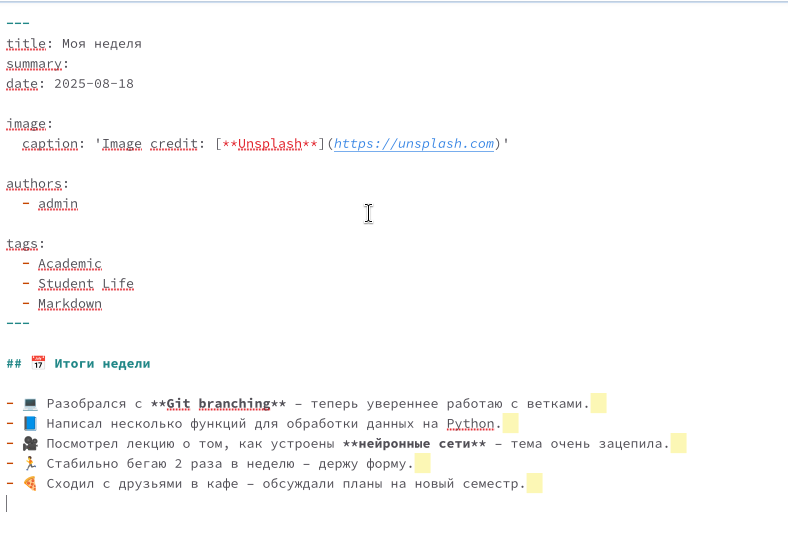 ---
title: Моя неделя
summary:
date: 2025-08-18
image:
caption: 'Image credit: [**Unsplash**](https://unsplash.com)'
authors:
- admin
tags:
- Academic
- Student Life
- Markdown
---
## 📅 Итоги недели
- 💻 Разобрался с **Git branching** – теперь увереннее работаю с ветками.
- 📘 Написал несколько функций для обработки данных на Python.
- 🎥 Посмотрел лекцию о том, как устроены **нейронные сети** – тема очень зацепила.
- 🏃 Стабильно бегаю 2 раза в неделю – держу форму.
- 🍕 Сходил с друзьями в кафе – обсуждали планы на новый семестр.